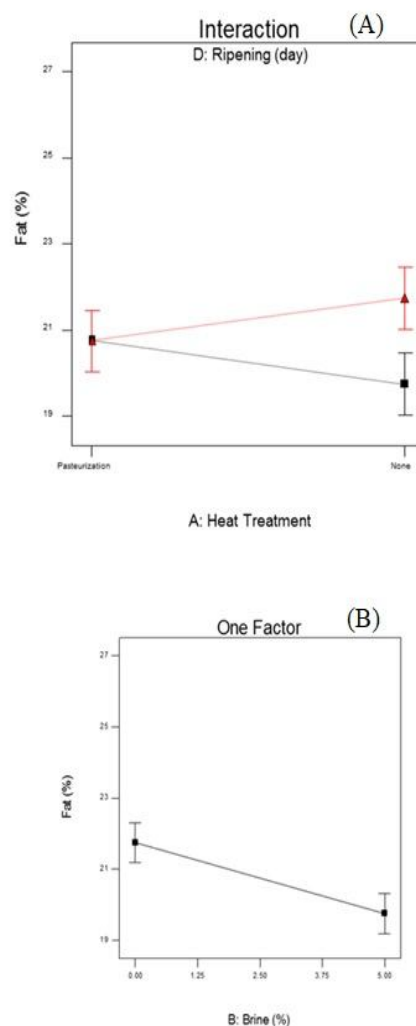 Interaction (A)
D: Ripening (day)
27
25
23
21
19
Fat (%)
Pasteurization None
A: Heat Treatment
One Factor (B)
27
25
23
21
19
Fat (%)
0.00 1.25 2.50 3.75 5.00
B: Brine (%)